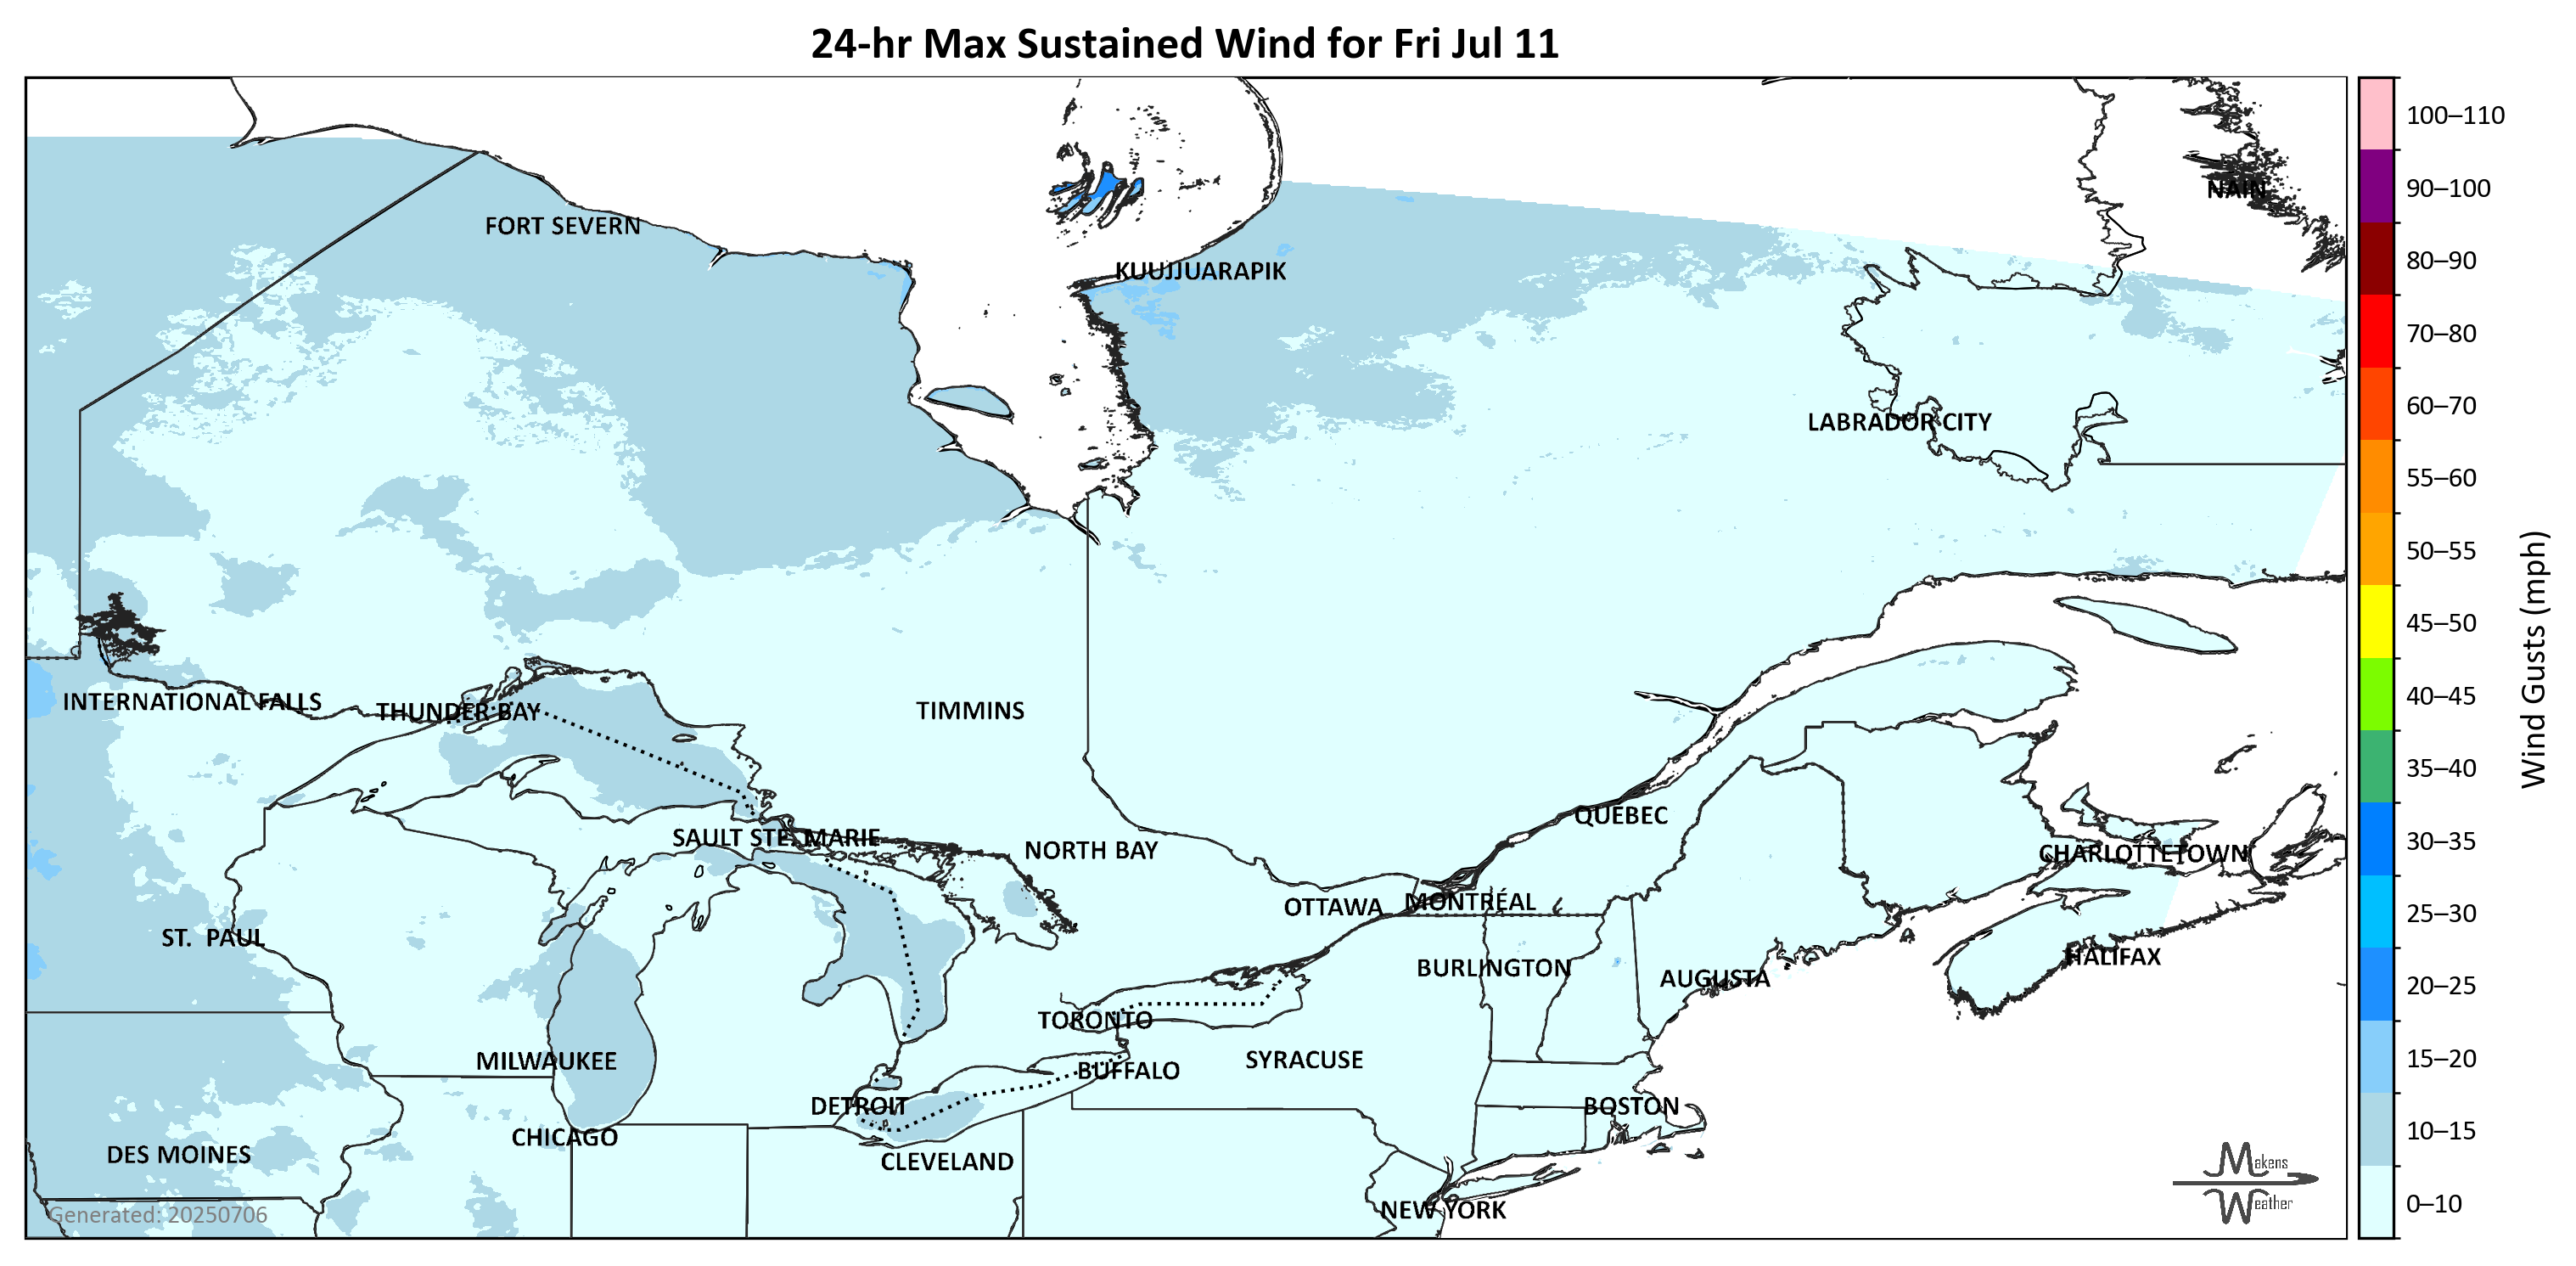 24-hr Max Sustained Wind for Fri Jul 11
100–110
90–100
NAIN
FORT SEVERN
80–90
KUUJJUARAPIK
70–80
60–70
LABRADOR CITY
55–60
50–55
45–50
Wind Gusts (mph)
40–45
INTERNATIONAL FALLS
THUNDER BAY
TIMMINS
35–40
QUEBEC
SAULT STE. MARIE
30–35
NORTH BAY
CHARLOTTETOWN
OTTAWA
MONTRÉAL
25–30
ST. PAUL
HALIFAX
BURLINGTON
AUGUSTA
20–25
TORONTO
MILWAUKEE
SYRACUSE
15–20
BUFFALO
DETROIT
BOSTON
10–15
CHICAGO
DES MOINES
CLEVELAND
Makens
Weather
0–10
NEW YORK
Generated: 20250706